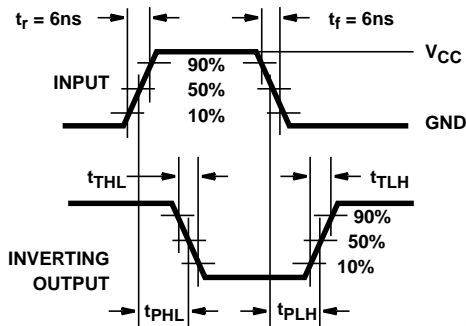 tr = 6ns
tf = 6ns
VCC
90%
INPUT
50%
10%
GND
tTHL
tTLH
90%
50%
INVERTING
10%
OUTPUT
tPHL
tPLH